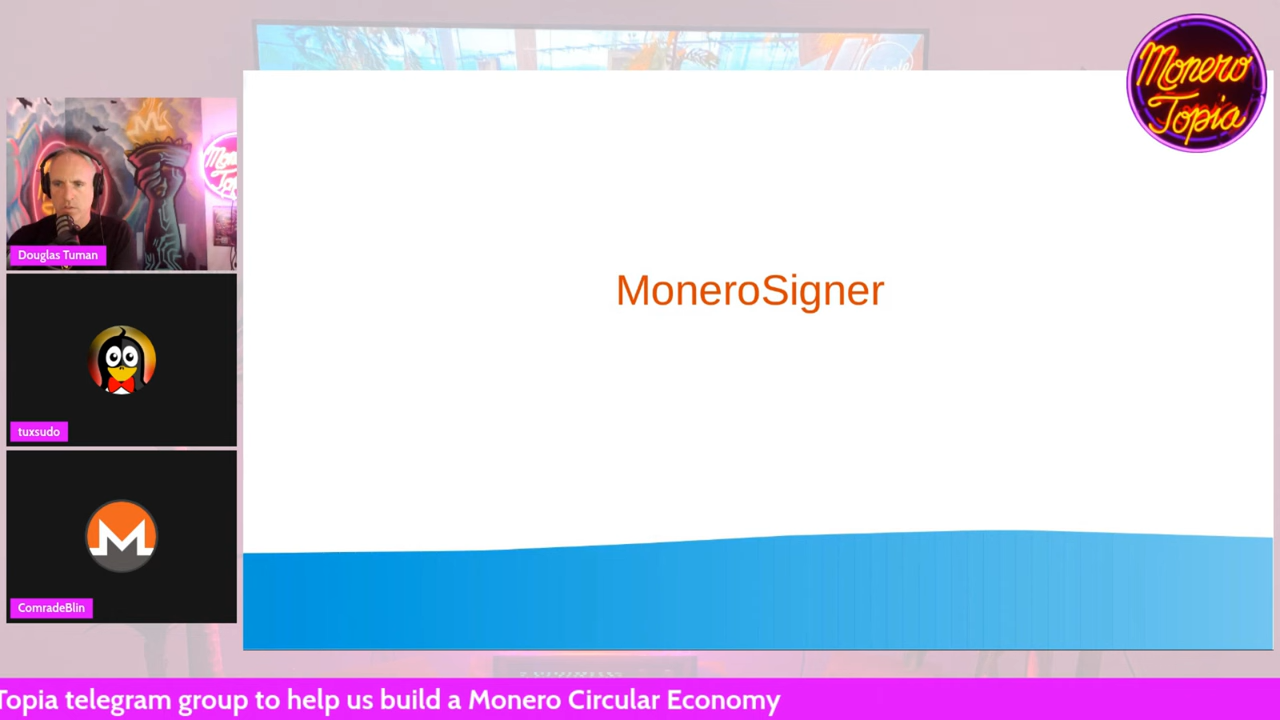 Monero
Topia
Douglas Tuman
MoneroSigner
tuxsudo
ComradeBlin
Topia telegram group to help us build a Monero Circular Economy